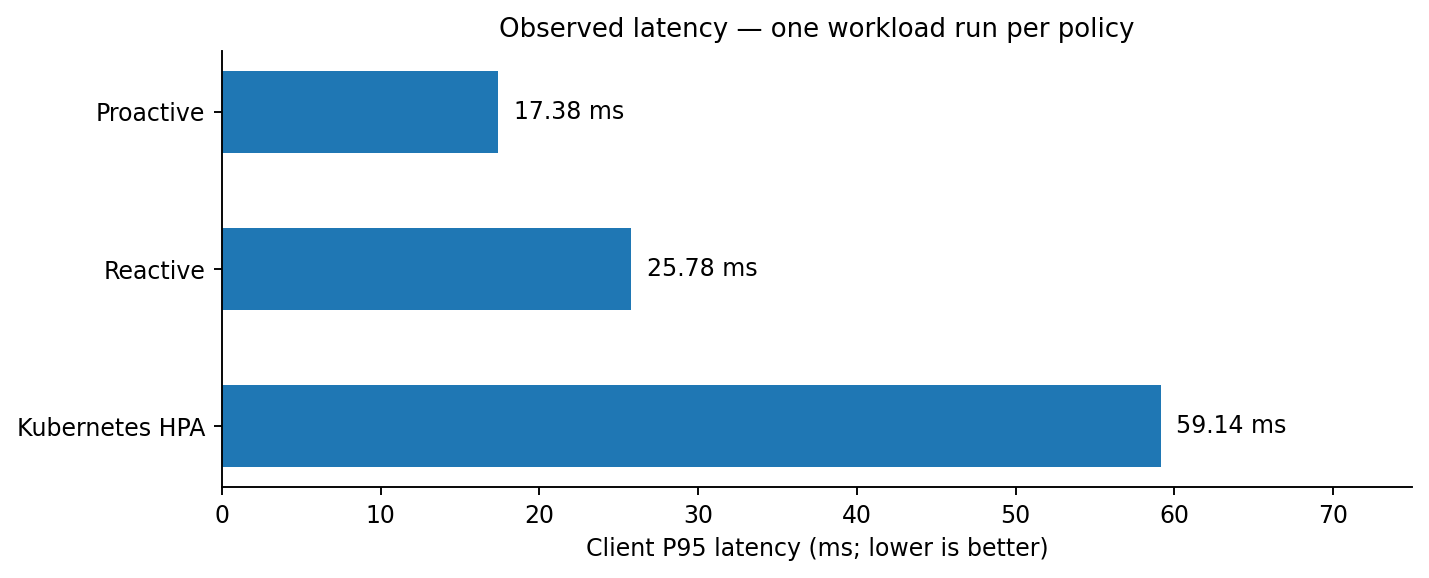 Observed latency — one workload run per policy
Proactive
17.38 ms
Reactive
25.78 ms
Kubernetes HPA
59.14 ms
0 10 20 30 40 50 60 70
Client P95 latency (ms; lower is better)